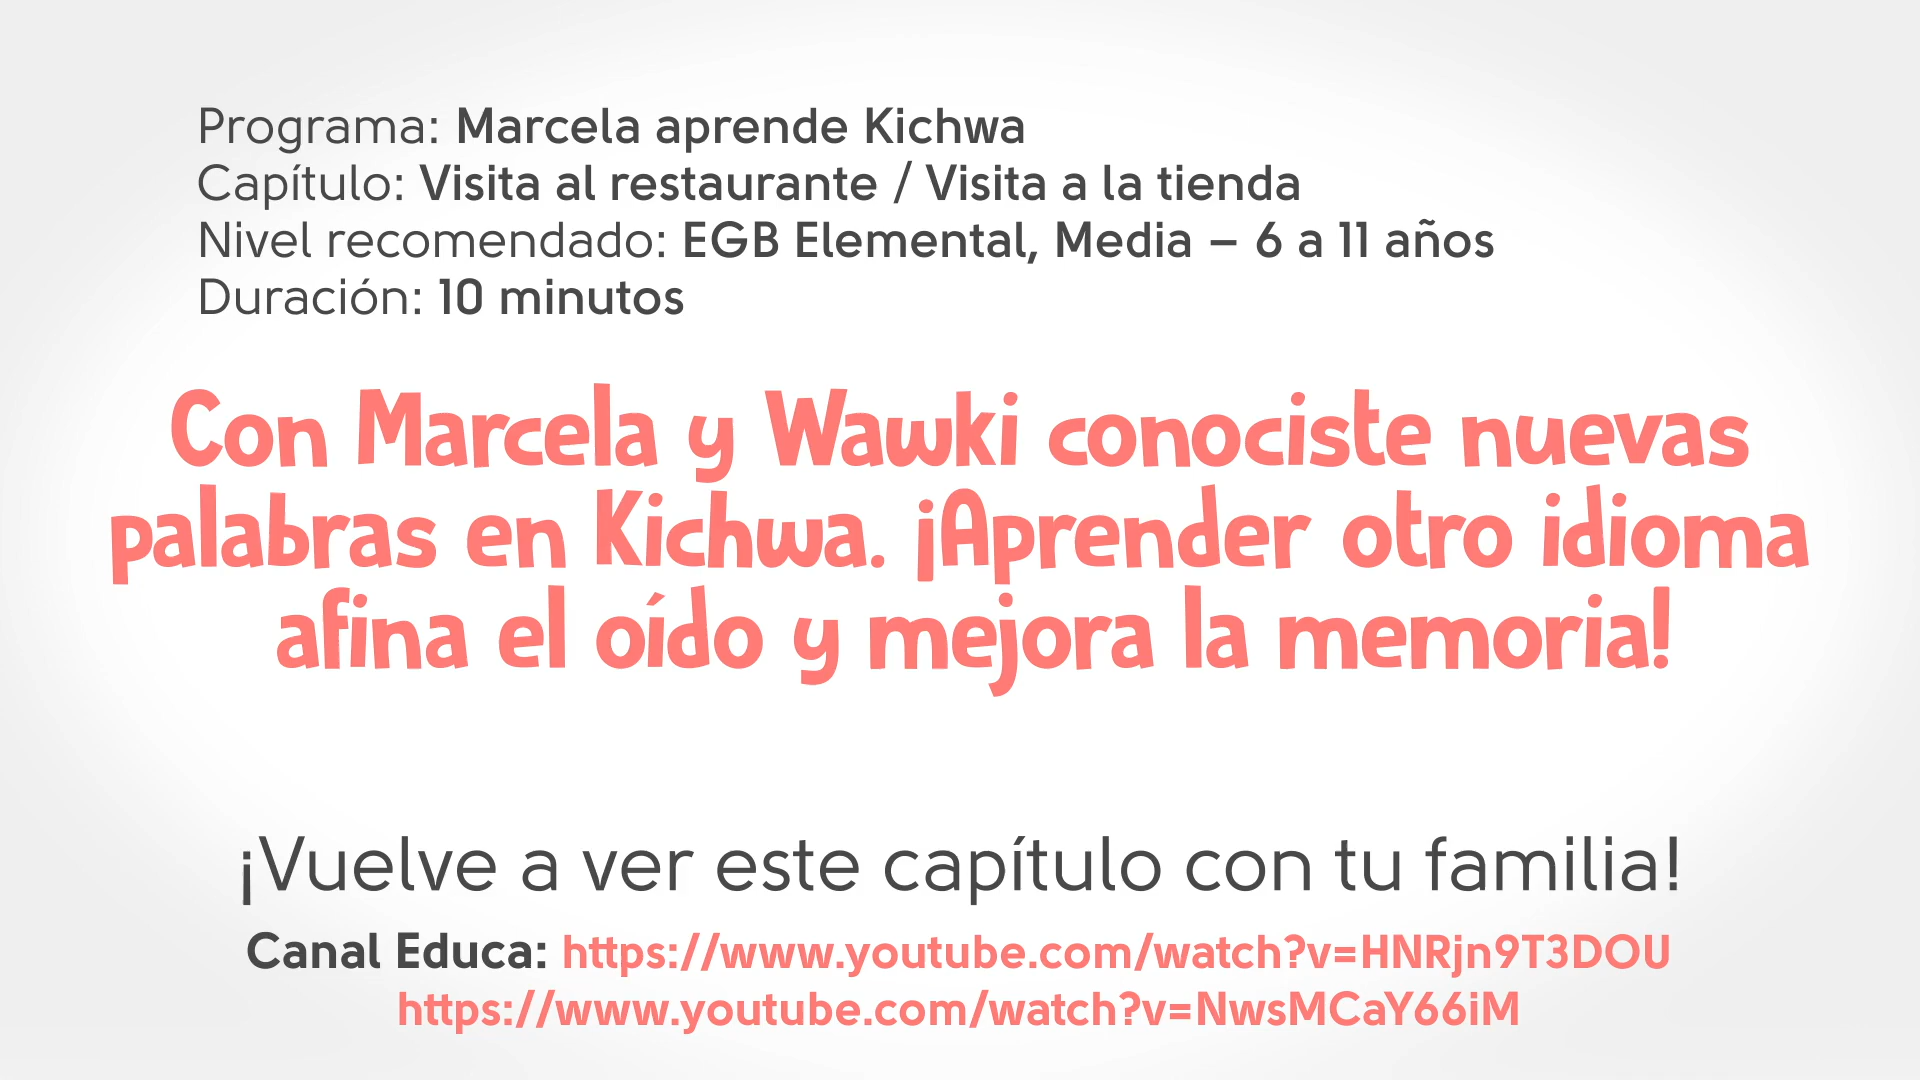 Programa: Marcela aprende Kichwa
Capítulo: Visita al restaurante / Visita a la tienda
Nivel recomendado: EGB Elemental, Media – 6 a 11 años
Duración: 10 minutos
Con Marcela y Wawki conociste nuevas
palabras en Kichwa. ¡Aprender otro idioma
afina el oído y mejora la memoria!
¡Vuelve a ver este capítulo con tu familia!
Canal Educa: https://www.youtube.com/watch?v=HNRjn9T3DOU
https://www.youtube.com/watch?v=NwsMCaY66iM